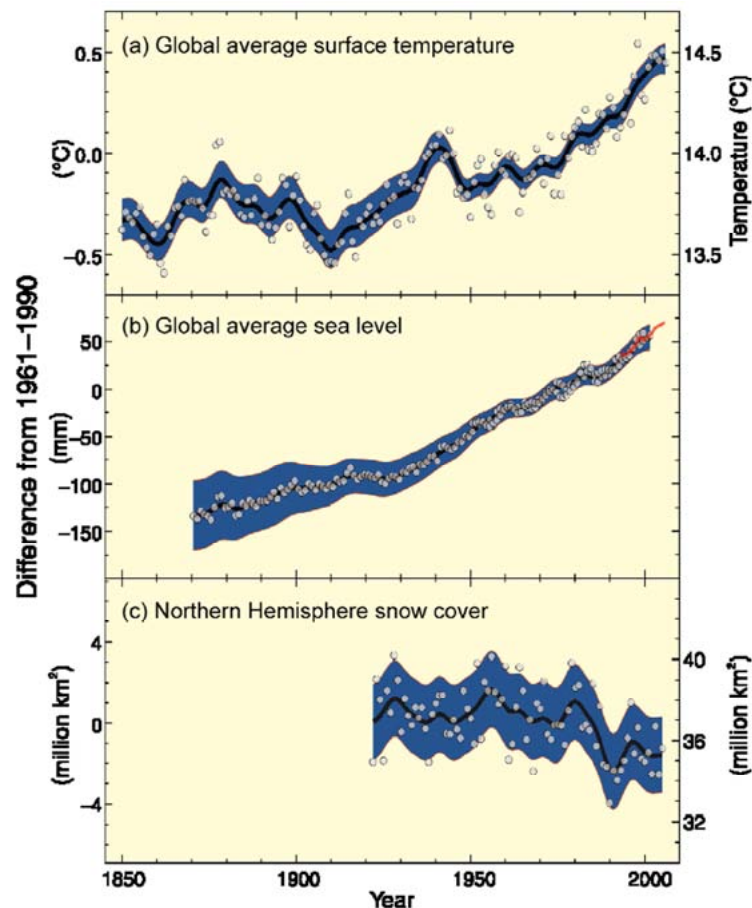 (a) Global average surface temperature
0.5
0.0
−0.5
(°C)
14.5
14.0
13.5
Temperature (°C)
(b) Global average sea level
50
0
−50
−100
−150
(mm)
Difference from 1961–1990
(c) Northern Hemisphere snow cover
4
0
−4
(million km²)
40
36
32
(million km²)
1850
1900
1950
2000
Year